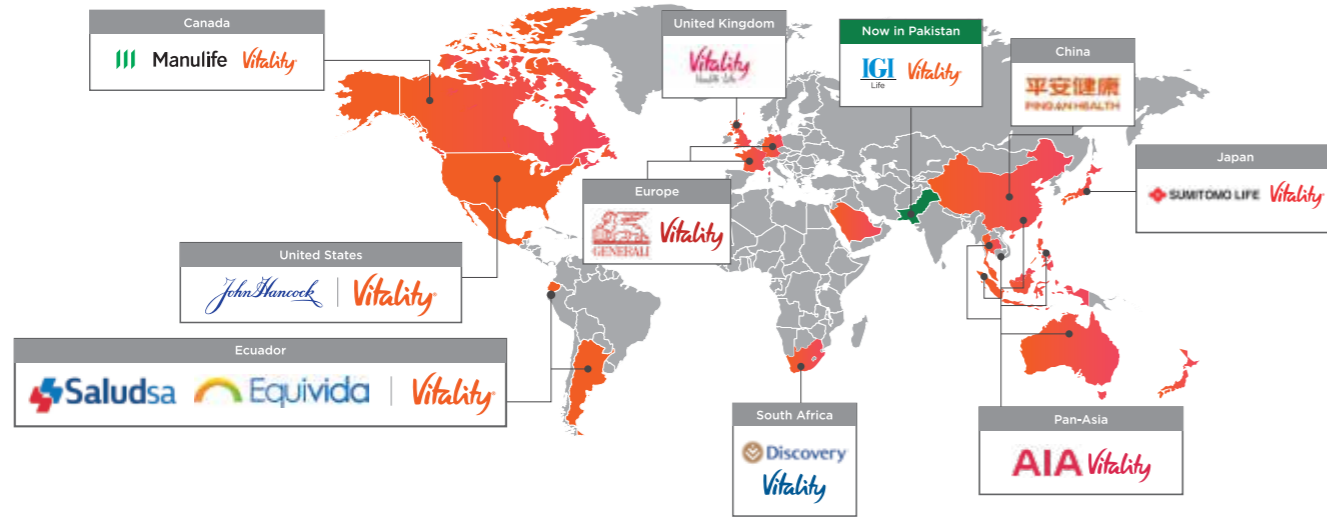 Canada
Manulife Vitality
United Kingdom
Vitality
Health Life
Now in Pakistan
IGI
Life
Vitality
China
平安健康
PING AN HEALTH
Japan
SUMITOMO LIFE Vitality
Europe
GENERALI
Vitality
United States
John Hancock Vitality
Ecuador
Saludsa Equivida Vitality
South Africa
Discovery
Vitality
Pan-Asia
AIA Vitality